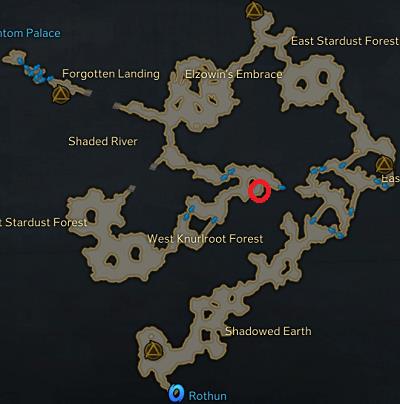 ntom Palace
East Stardust Forest
Forgotten Landing
Elzowin's Embrace
Shaded River
East
t Stardust Forest
West Knurlroot Forest
Shadowed Earth
Rothun